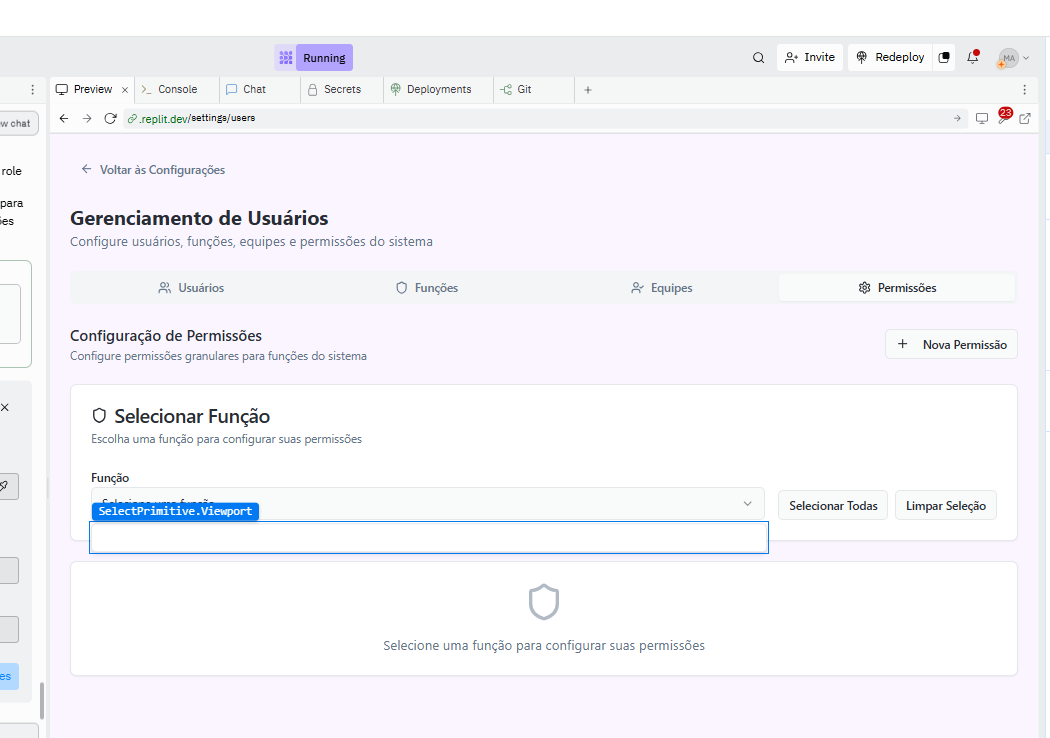 Running
Invite
Redeploy
MA
Preview
Console
Chat
Secrets
Deployments
Git
.replit.dev/settings/users
23
w chat
role
para
Voltar às Configurações
Gerenciamento de Usuários
Configure usuários, funções, equipes e permissões do sistema
Usuários
Funções
Equipes
Permissões
Configuração de Permissões
Configure permissões granulares para funções do sistema
Nova Permissão
Selecionar Função
Escolha uma função para configurar suas permissões
Função
Selecione uma função
SelectPrimitive.Viewport
Selecionar Todas
Limpar Seleção
Selecione uma função para configurar suas permissões
es